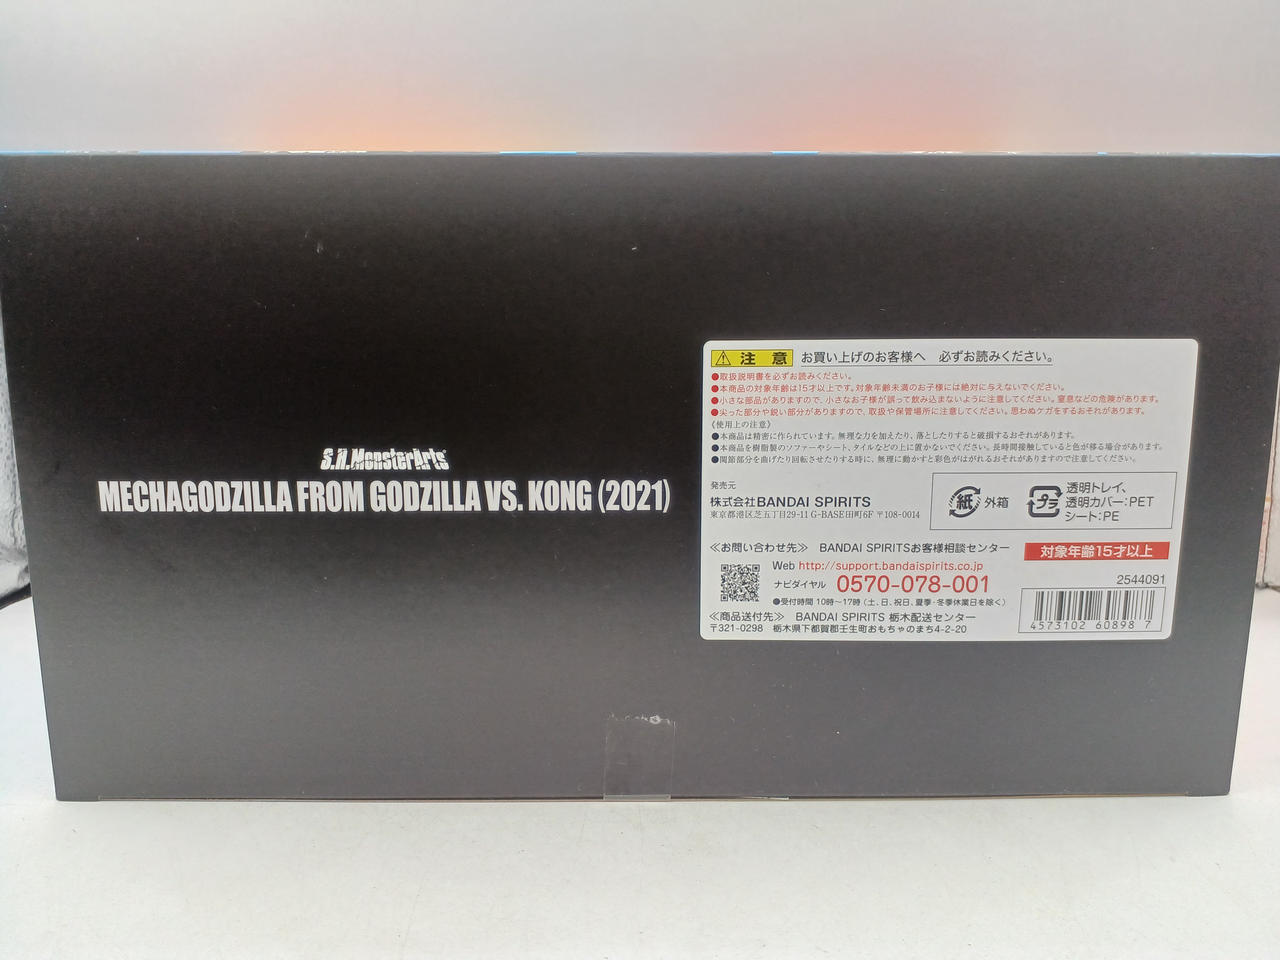 S.H.MonsterArts
MECHAGODZILLA FROM GODZILLA VS. KONG (2021)
注 意 お買い上げのお客様へ 必ずお読みください。
●取扱説明書を必ずお読みください。
●本商品の対象年齢は15才以上です。対象年齢未満のお子様には絶対に与えないでください。
●小さな部品がありますので、小さなお子様が誤って飲み込まないように注意してください。窒息などの危険があります。
●尖った部分や鋭い部分がありますので、取扱や保管場所に注意してください。思わぬケガをするおそれがあります。
《使用上の注意》
●本商品は精密に作られています。無理な力を加えたり、落としたりすると破損するおそれがあります。
●本商品を樹脂製のソファーやシート、タイルなどの上に置かないでください。長時間接触していると色が移る場合があります。
●関節部分を曲げたり回転させたりする時に、無理に動かすと彩色がはがれるおそれがありますので注意してください。
発売元
株式会社BANDAI SPIRITS
東京都港区芝五丁目29-11 G-BASE田町6F 〒108-0014
紙 外箱
プラ 透明トレイ、
透明カバー:PET
シート:PE
≪お問い合わせ先≫ BANDAI SPIRITSお客様相談センター
Web http://support.bandaispirits.co.jp
ナビダイヤル 0570-078-001
●受付時間 10時〜17時(土、日、祝日、夏季・冬季休業日を除く)
≪商品送付先≫ BANDAI SPIRITS 栃木配送センター
〒321-0298 栃木県下都賀郡壬生町おもちゃのまち4-2-20
対象年齢15才以上
2544091
4573102 60898 7